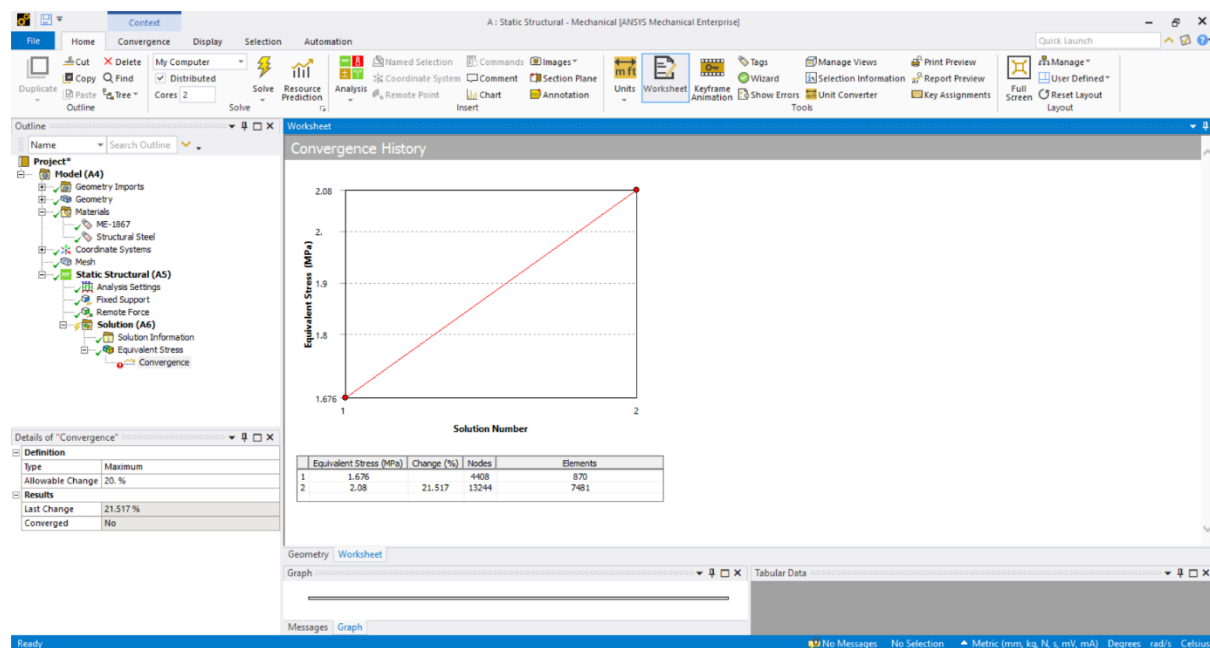 Context
A : Static Structural - Mechanical [ANSYS Mechanical Enterprise]
File Home Convergence Display Selection Automation Quick Launch
Duplicate Cut Copy Paste Delete Find Tree My Computer Distributed Cores 2 Solve Resource Prediction Analysis Named Selection Coordinate System Remote Point Commands Comment Chart Images Section Plane Annotation Units Worksheet Keyframe Animation Tags Wizard Show Errors Manage Views Selection Information Unit Converter Print Preview Report Preview Key Assignments Full Screen Manage User Defined Reset Layout
Outline Solve Insert Tools Layout
Outline
Name Search Outline
Project*
Model (A4)
Geometry Imports
Geometry
Materials
ME-1867
Structural Steel
Coordinate Systems
Mesh
Static Structural (A5)
Analysis Settings
Fixed Support
Remote Force
Solution (A6)
Solution Information
Equivalent Stress
Convergence
Details of "Convergence"
Definition
Type Maximum
Allowable Change 20. %
Results
Last Change 21.517 %
Converged No
Worksheet
Convergence History
2.08
2.
1.9
1.8
1.676
Equivalent Stress (MPa)
1 2
Solution Number
Equivalent Stress (MPa) Change (%) Nodes Elements
1 1.676 4408 870
2 2.08 21.517 13244 7481
Geometry Worksheet
Graph
Messages Graph
Tabular Data
Ready No Messages No Selection Metric (mm, kg, N, s, mV, mA) Degrees rad/s Celsius